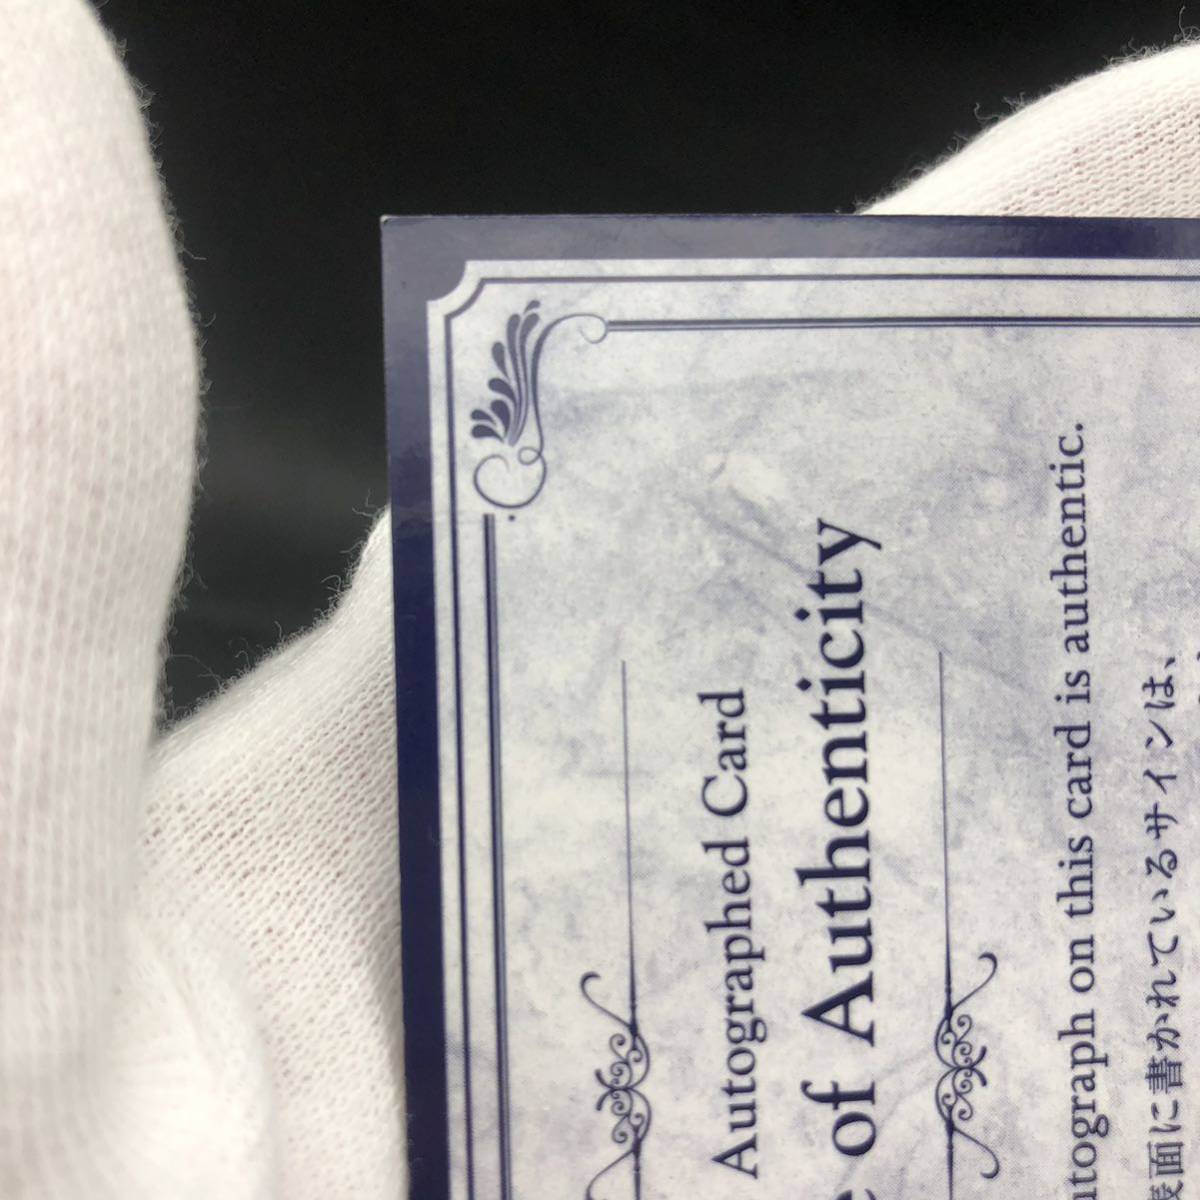 Autographed Card
of Authenticity
on this card is authentic.
面に書かれているサインは、